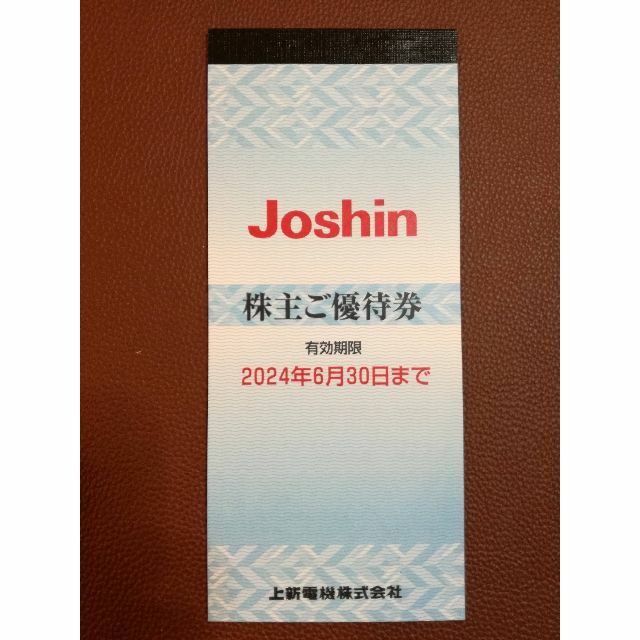 Joshin
株主ご優待券
有効期限
2024年6月30日まで
上新電機株式会社